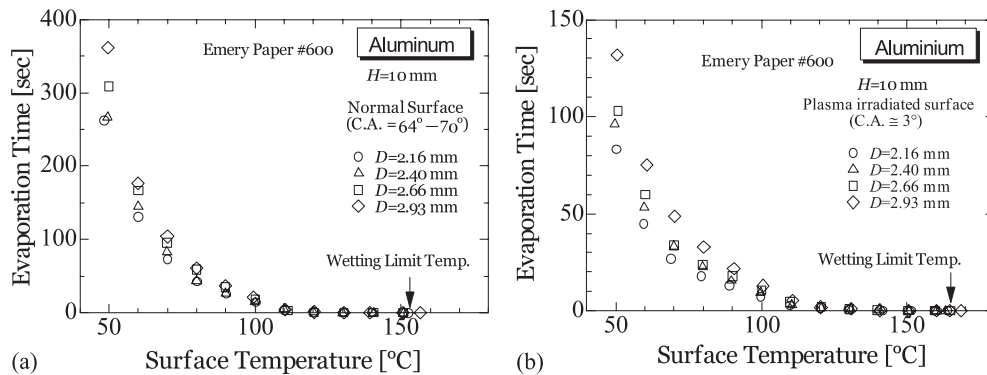 400
300
200
100
0
50
100
150
Evaporation Time [sec]
Surface Temperature [°C]
Emery Paper #600
Aluminum
H=10 mm
Normal Surface
(C.A. = 64° – 70°)
D=2.16 mm
D=2.40 mm
D=2.66 mm
D=2.93 mm
Wetting Limit Temp.
(a)
150
100
50
0
50
100
150
Evaporation Time [sec]
Surface Temperature [°C]
Emery Paper #600
Aluminium
H=10 mm
Plasma irradiated surface
(C.A. ≅ 3°)
D=2.16 mm
D=2.40 mm
D=2.66 mm
D=2.93 mm
Wetting Limit Temp.
(b)